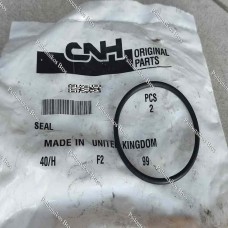 CNH
ORIGINAL
PARTS
PCS
2
SEAL
MADE IN UNITED KINGDOM
40/H F2 99